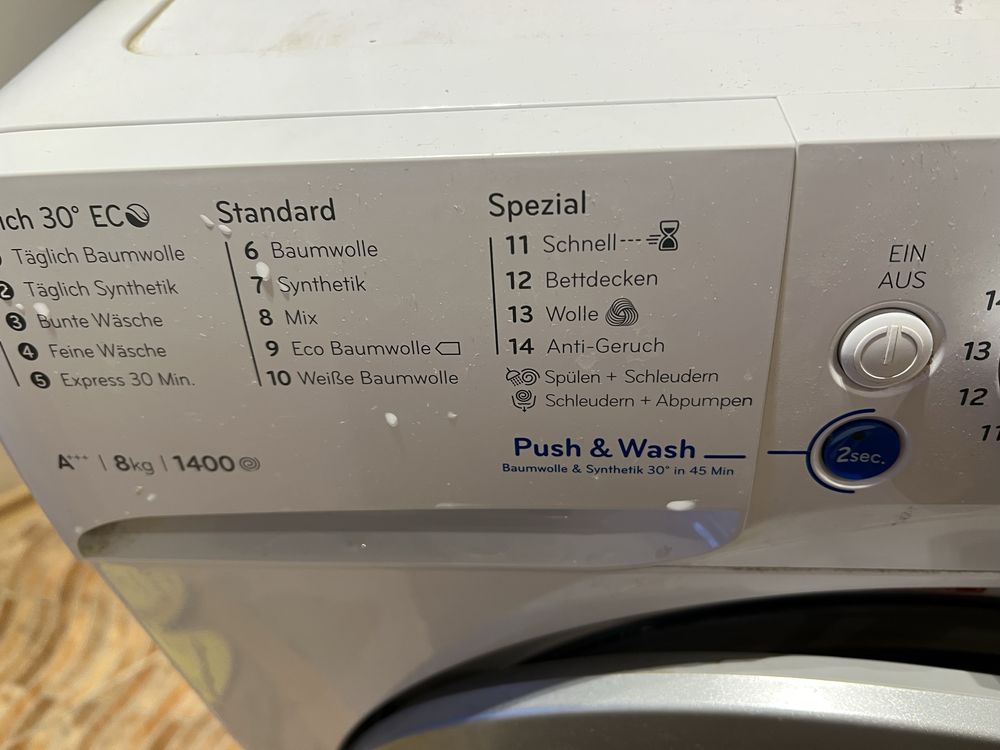 ich 30° ECO
Täglich Baumwolle
2 Täglich Synthetik
3 Bunte Wäsche
4 Feine Wäsche
5 Express 30 Min.
A+++ | 8kg | 1400
Standard
6 Baumwolle
7 Synthetik
8 Mix
9 Eco Baumwolle
10 Weiße Baumwolle
Spezial
11 Schnell---
12 Bettdecken
13 Wolle
14 Anti-Geruch
Spülen + Schleudern
Schleudern + Abpumpen
Push & Wash
Baumwolle & Synthetik 30° in 45 Min
EIN
AUS
2sec.
14
13
12
11